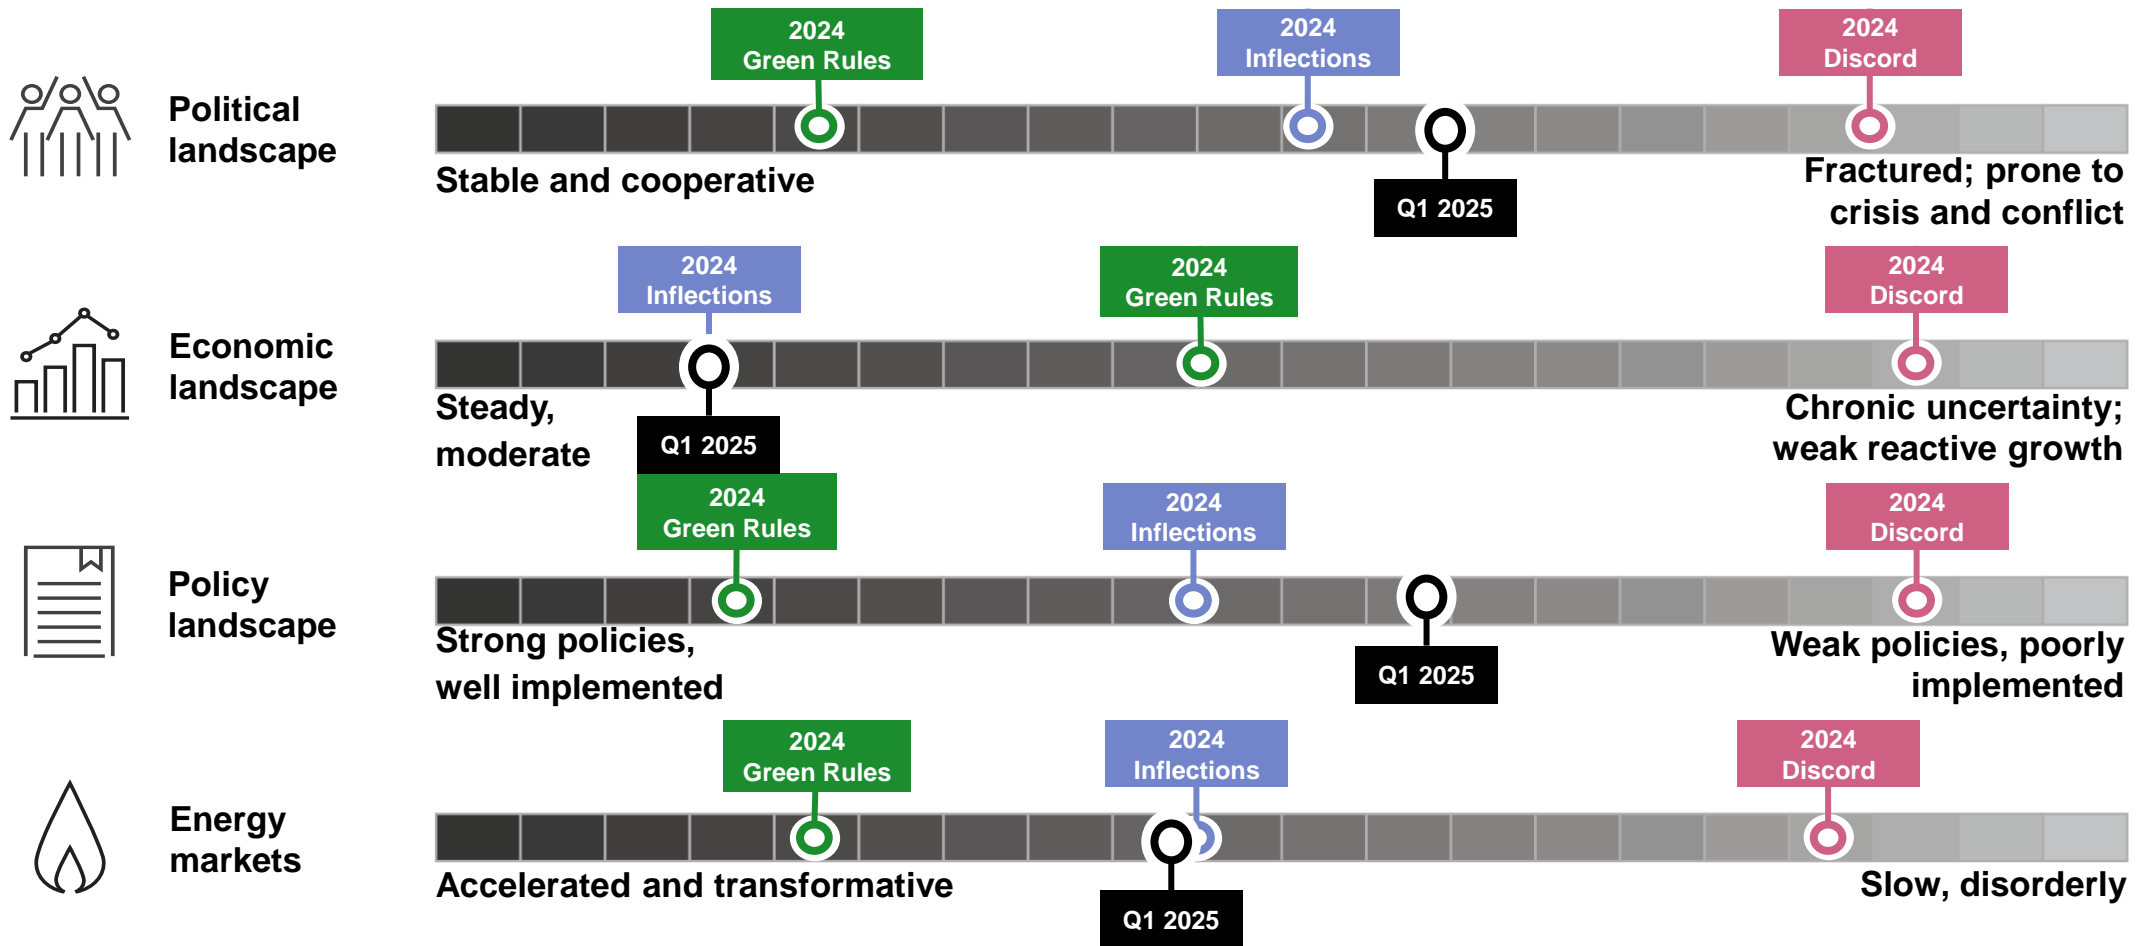 2024
Green Rules
2024
Inflections
2024
Discord
Political
landscape
Stable and cooperative
Fractured; prone to
crisis and conflict
Q1 2025
2024
Inflections
2024
Green Rules
2024
Discord
Economic
landscape
Steady,
moderate
Chronic uncertainty;
weak reactive growth
Q1 2025
2024
Green Rules
2024
Inflections
2024
Discord
Policy
landscape
Strong policies,
well implemented
Weak policies, poorly
implemented
Q1 2025
2024
Green Rules
2024
Inflections
2024
Discord
Energy
markets
Accelerated and transformative
Slow, disorderly
Q1 2025